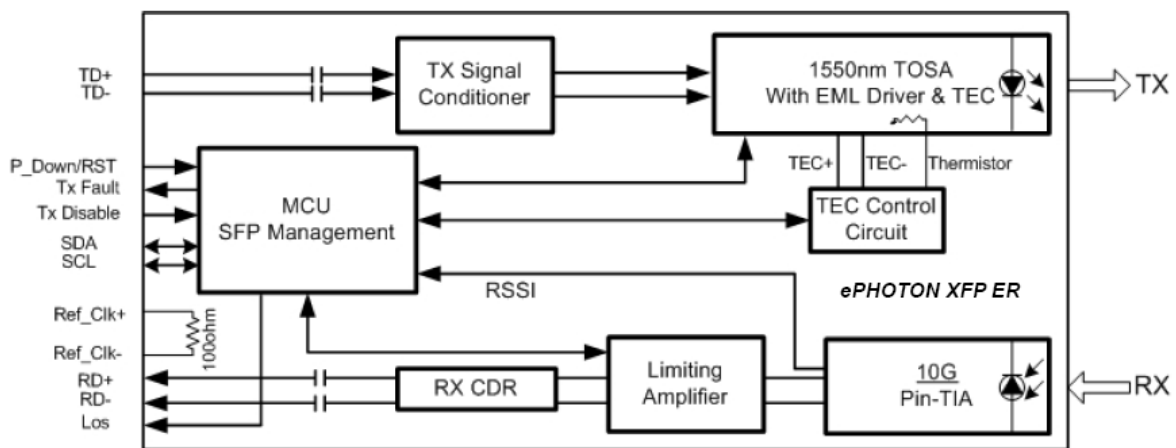 TD+
TD-
TX Signal
Conditioner
1550nm TOSA
With EML Driver & TEC
TX
P_Down/RST
Tx Fault
Tx Disable
SDA
SCL
MCU
SFP Management
TEC+
TEC-
Thermistor
TEC Control
Circuit
RSSI
ePHOTON XFP ER
Ref_Clk+
Ref_Clk-
100ohm
RD+
RD-
Los
RX CDR
Limiting
Amplifier
10G
Pin-TIA
RX